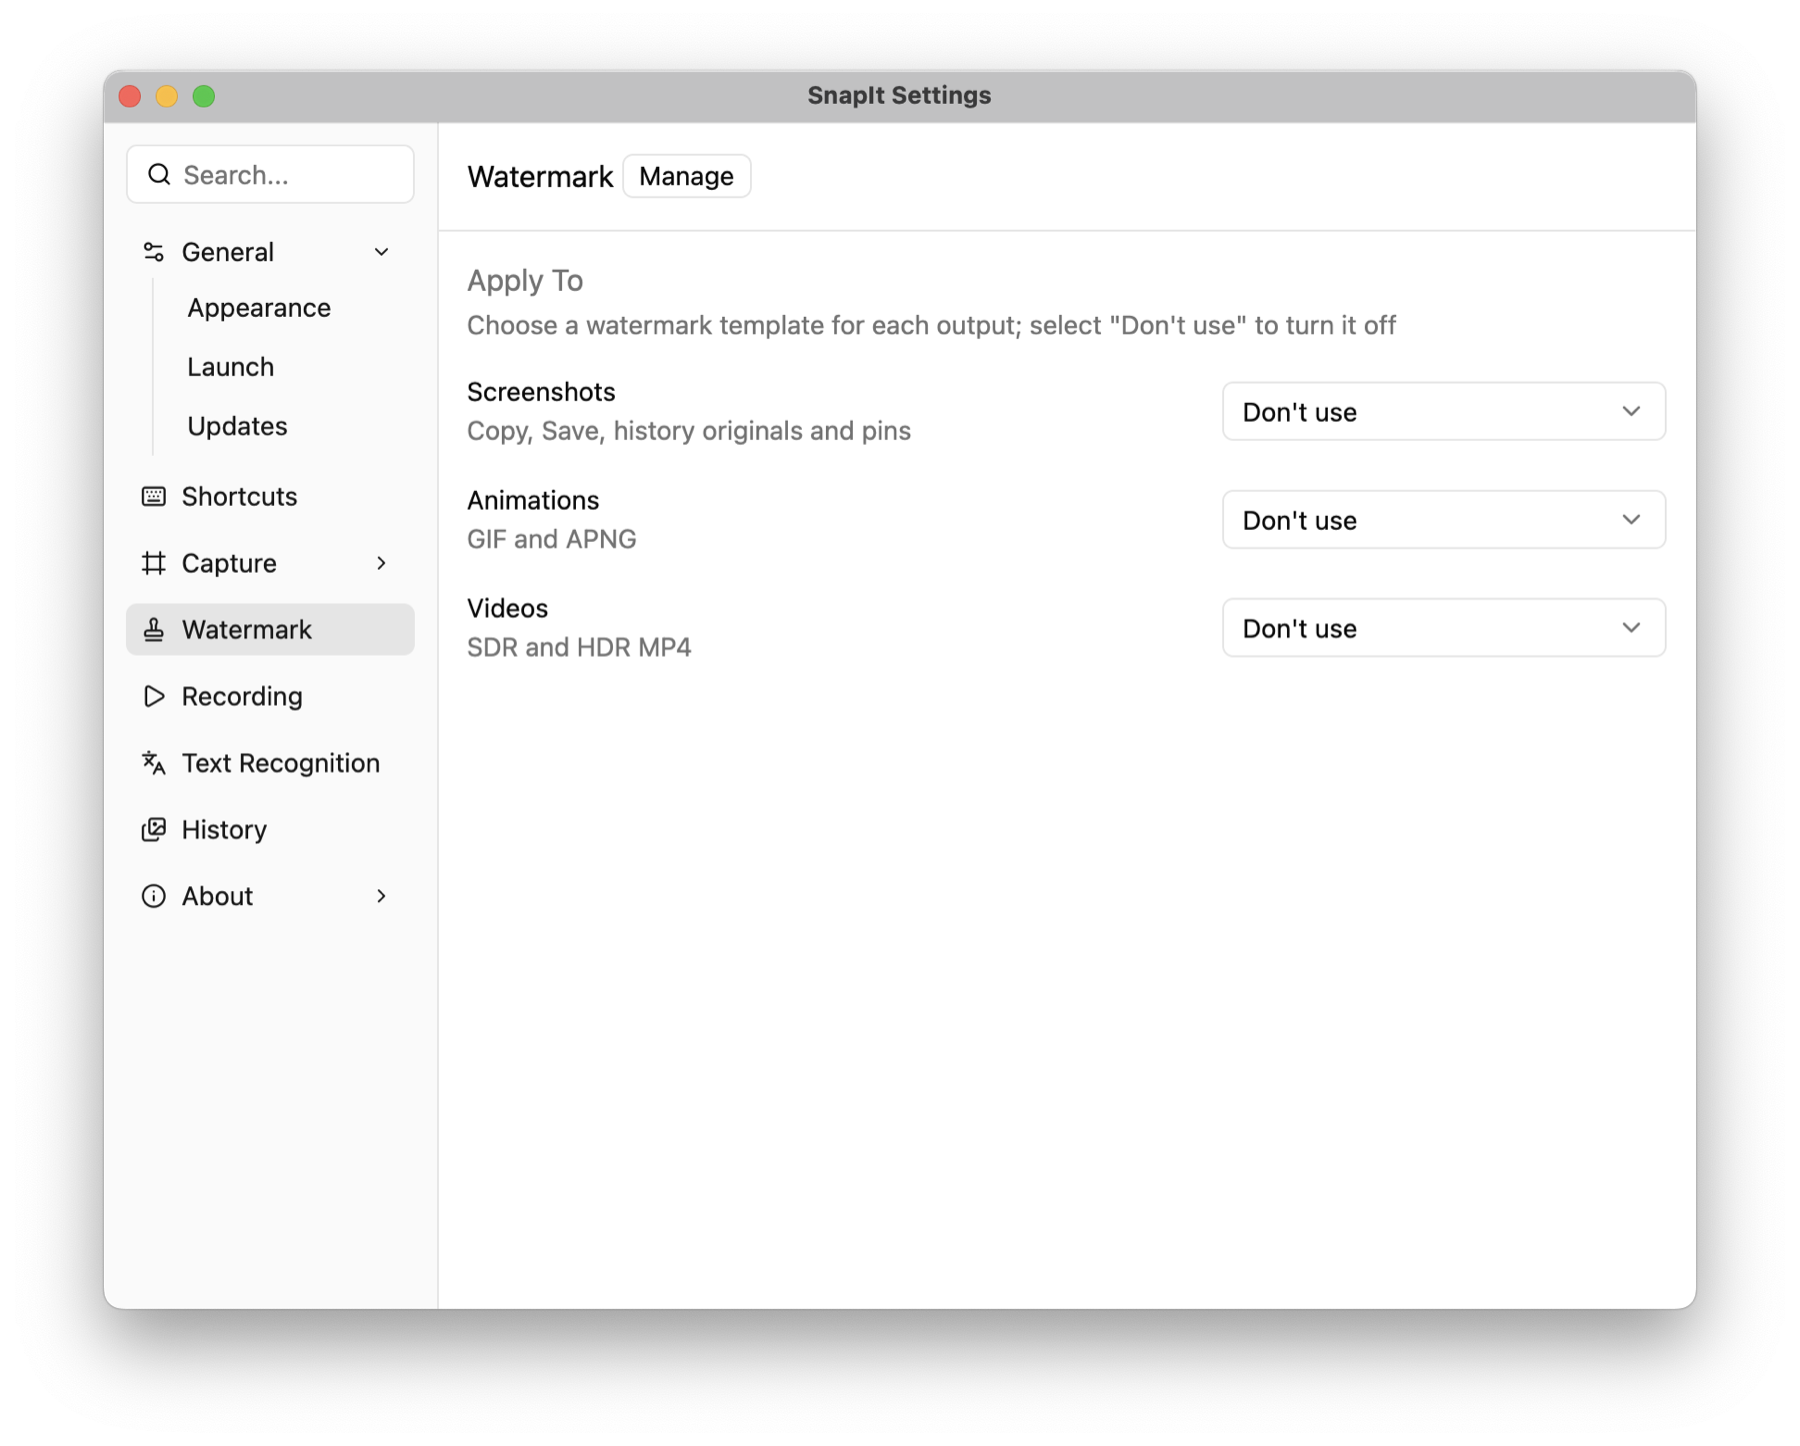 SnapIt Settings
Search...
General
Appearance
Launch
Updates
Shortcuts
Capture
Watermark
Recording
Text Recognition
History
About
Watermark
Manage
Apply To
Choose a watermark template for each output; select "Don't use" to turn it off
Screenshots
Copy, Save, history originals and pins
Don't use
Animations
GIF and APNG
Don't use
Videos
SDR and HDR MP4
Don't use